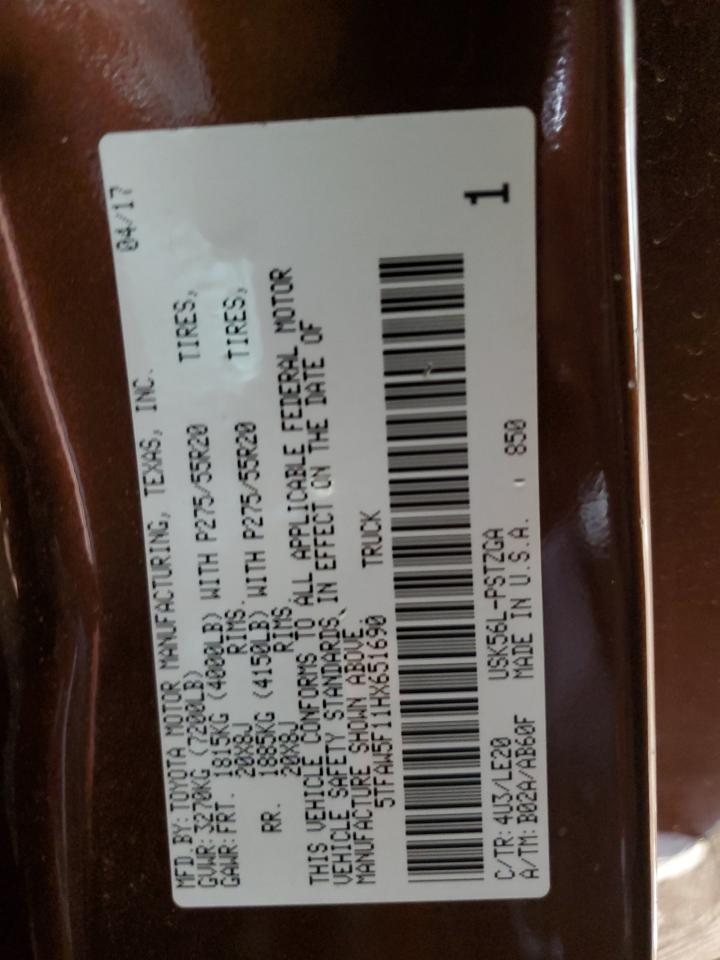 MFD.BY:TOYOTA MOTOR MANUFACTURING, TEXAS, INC. 04/17
GVWR:3270KG (7200LB)
GAWR:FRT. 1815KG (4000LB) WITH P275/55R20 TIRES,
20X8J RIMS.
RR. 1885KG (4150LB) WITH P275/55R20 TIRES,
20X8J RIMS.
THIS VEHICLE CONFORMS TO ALL APPLICABLE FEDERAL MOTOR
VEHICLE SAFETY STANDARDS IN EFFECT ON THE DATE OF
MANUFACTURE SHOWN ABOVE.
5TFAW5F11HX651690 TRUCK
C/TR:4U3/LE20 USK56L-PSTZGA
A/TM:B02A/AB60F MADE IN U.S.A. 850
1